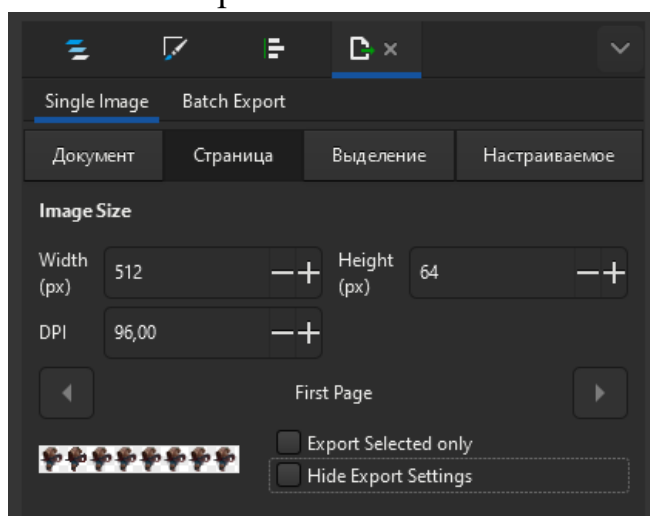 Single Image Batch Export
Документ Страница Выделение Настраиваемое
Image Size
Width (px) 512 Height (px) 64
DPI 96,00
First Page
Export Selected only
Hide Export Settings